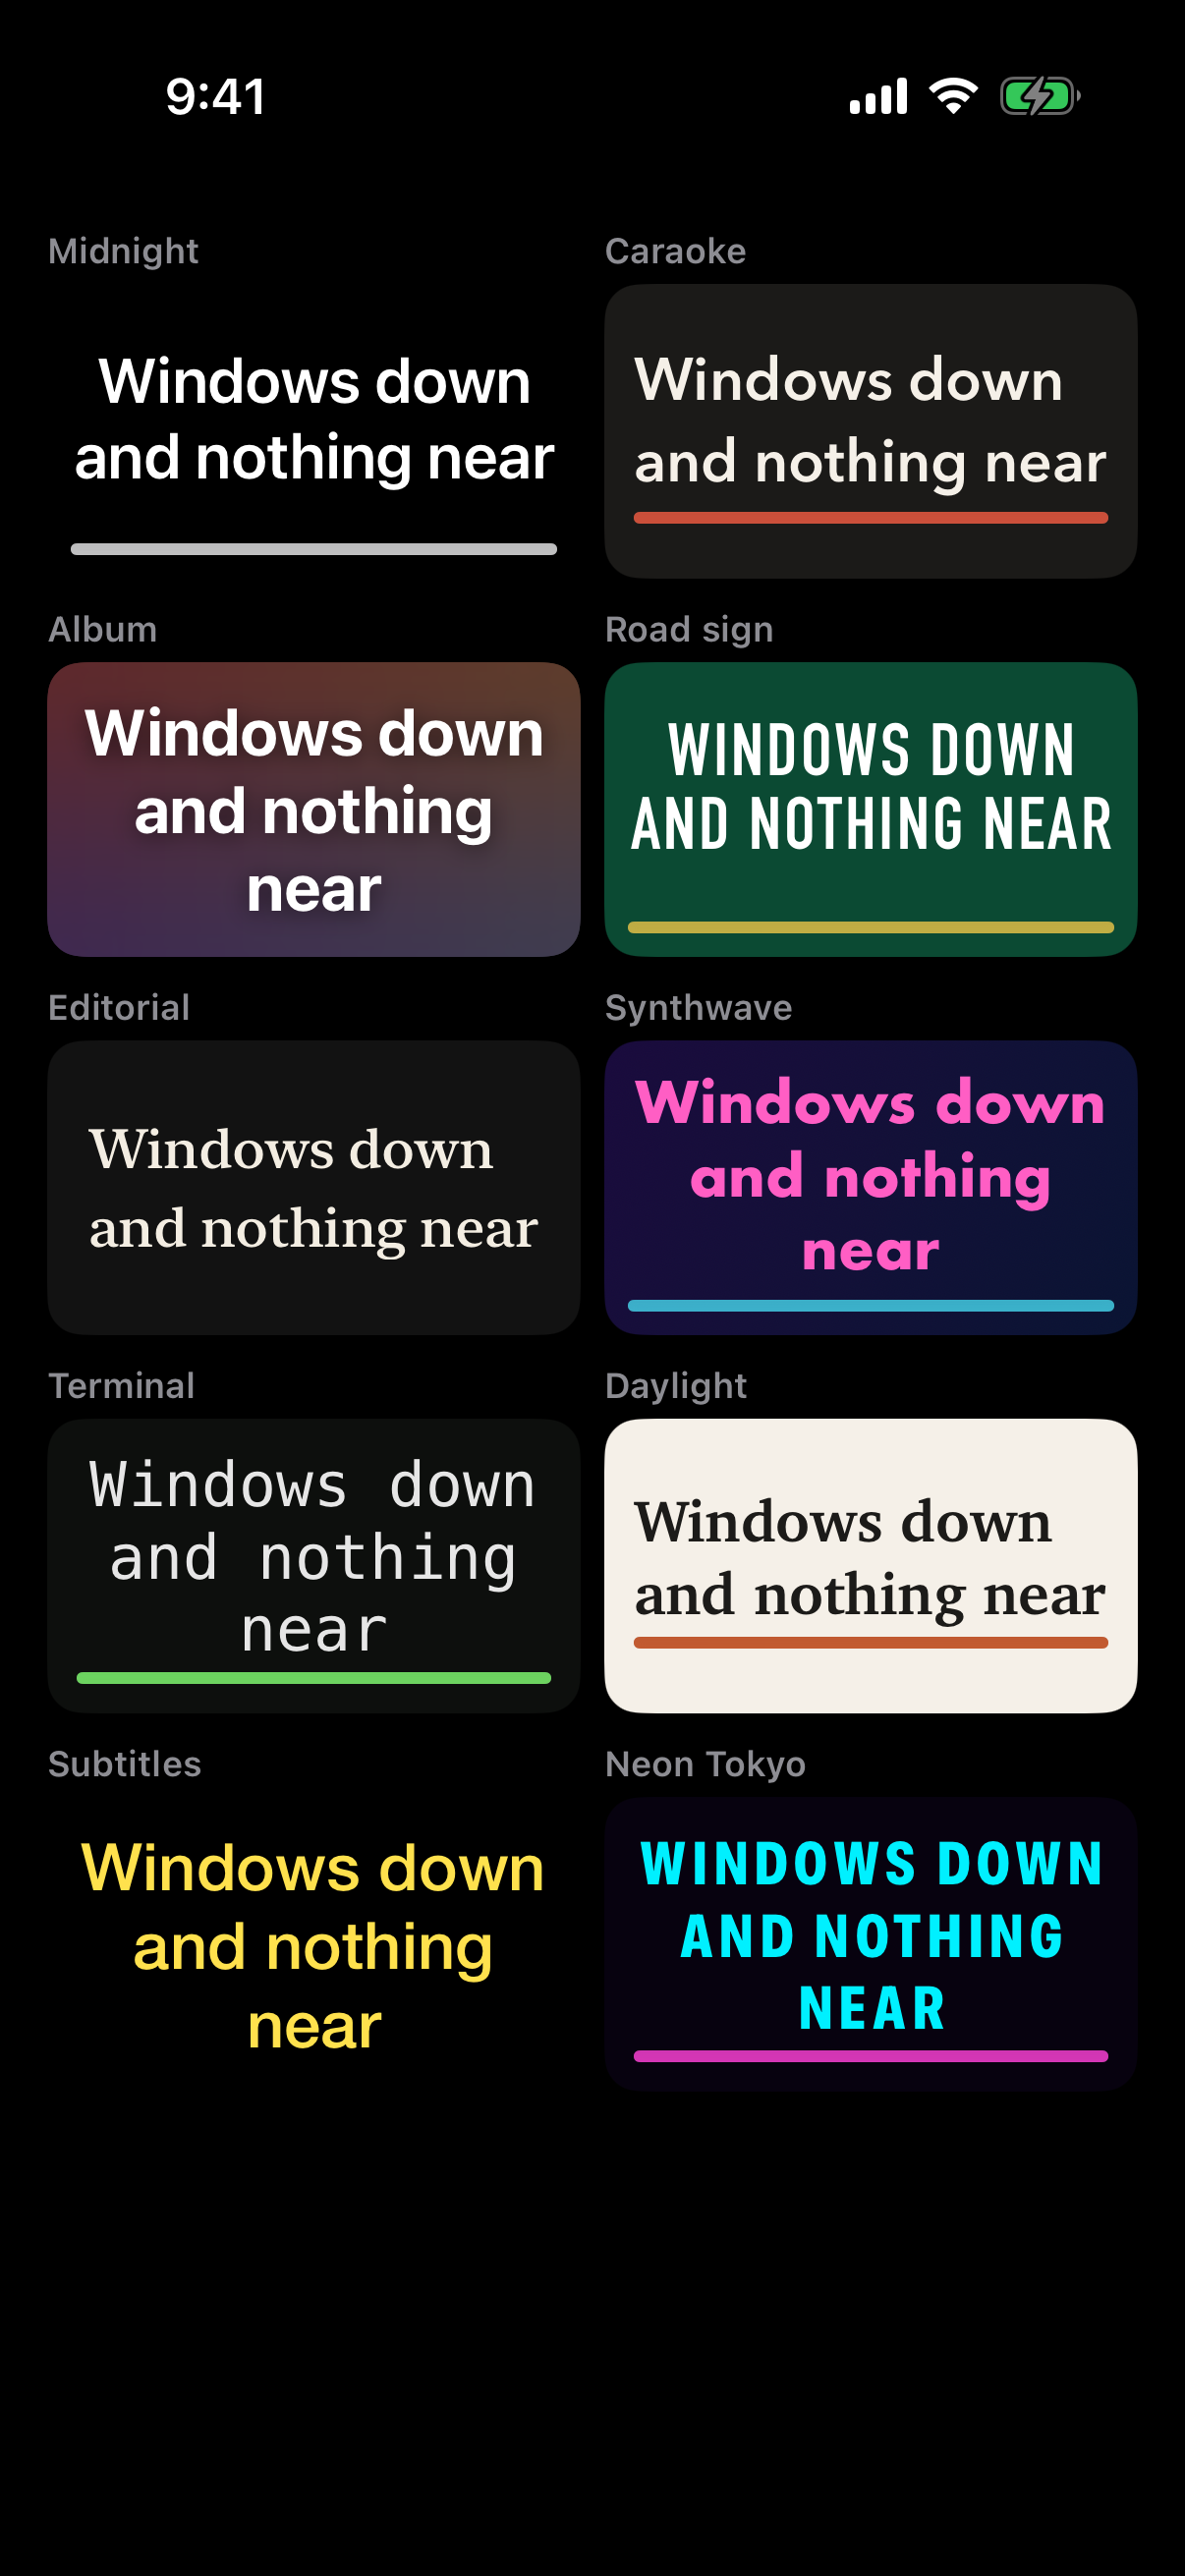 9:41
Midnight
Windows down
and nothing near
Caraoke
Windows down
and nothing near
Album
Windows down
and nothing
near
Road sign
WINDOWS DOWN
AND NOTHING NEAR
Editorial
Windows down
and nothing near
Synthwave
Windows down
and nothing
near
Terminal
Windows down
and nothing
near
Daylight
Windows down
and nothing near
Subtitles
Windows down
and nothing
near
Neon Tokyo
WINDOWS DOWN
AND NOTHING
NEAR